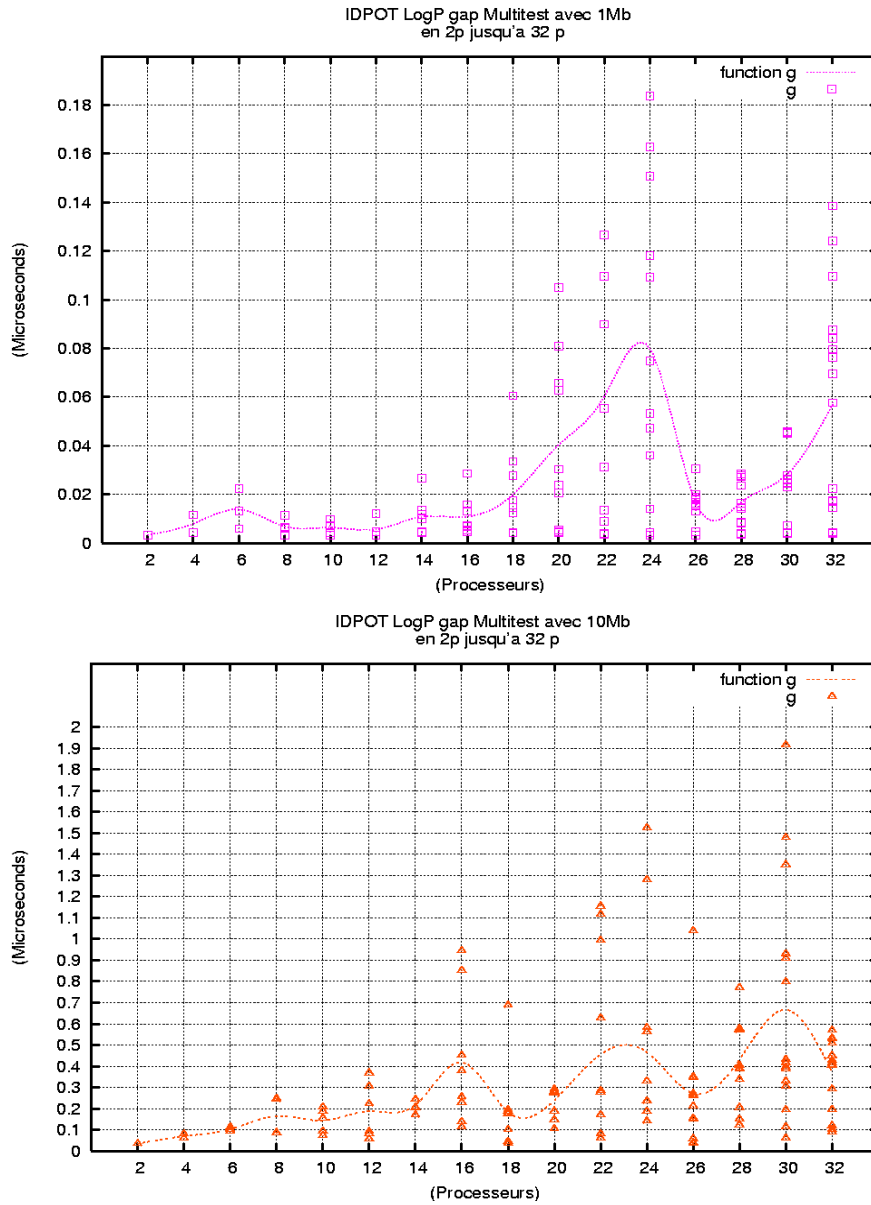 IDPOT LogP gap Multitest avec 1Mb
en 2p jusqu'a 32 p
function g
g
0.18
0.16
0.14
0.12
0.1
0.08
0.06
0.04
0.02
0
(Microseconds)
2 4 6 8 10 12 14 16 18 20 22 24 26 28 30 32
(Processeurs)
IDPOT LogP gap Multitest avec 10Mb
en 2p jusqu'a 32 p
function g
g
2
1.9
1.8
1.7
1.6
1.5
1.4
1.3
1.2
1.1
1
0.9
0.8
0.7
0.6
0.5
0.4
0.3
0.2
0.1
0
(Microseconds)
2 4 6 8 10 12 14 16 18 20 22 24 26 28 30 32
(Processeurs)